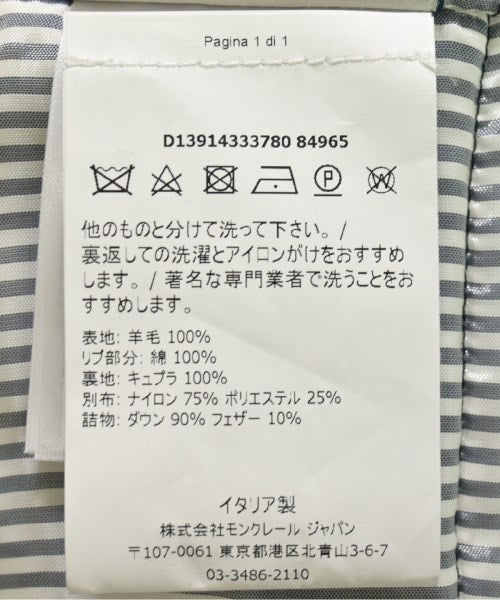 Pagina 1 di 1
D13914333780 84965
P W
他のものと分けて洗って下さい。/
裏返しての洗濯とアイロンがけをおすすめ
します。/ 著名な専門業者で洗うことをお
すすめします。
表地: 羊毛 100%
リブ部分: 綿 100%
裏地: キュプラ 100%
別布: ナイロン 75% ポリエステル 25%
詰物: ダウン 90% フェザー 10%
イタリア製
株式会社モンクレール ジャパン
〒107-0061 東京都港区北青山3-6-7
03-3486-2110